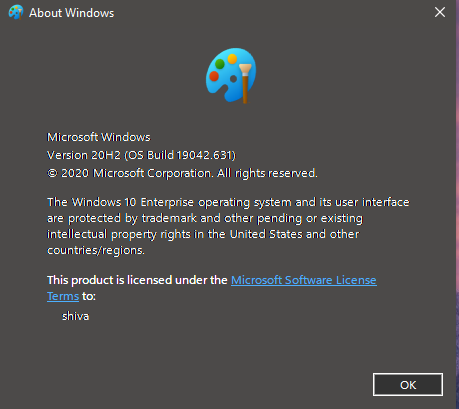 About Windows
Microsoft Windows
Version 20H2 (OS Build 19042.631)
© 2020 Microsoft Corporation. All rights reserved.
The Windows 10 Enterprise operating system and its user interface
are protected by trademark and other pending or existing
intellectual property rights in the United States and other
countries/regions.
This product is licensed under the Microsoft Software License
Terms to:
shiva
OK